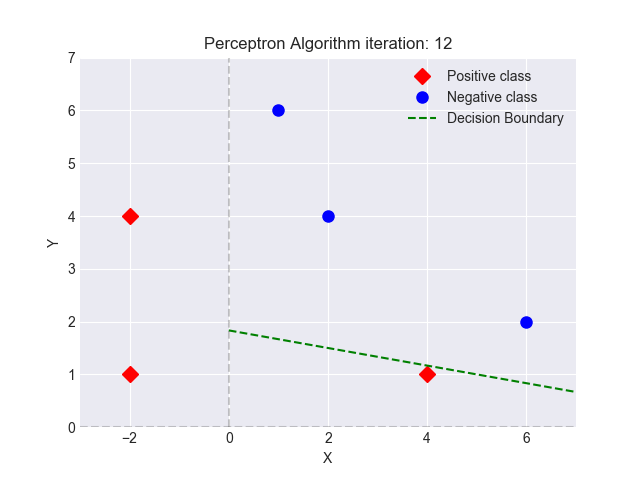 Perceptron Algorithm iteration: 12
Positive class
Negative class
Decision Boundary
7
6
5
4
3
2
1
0
Y
−2 0 2 4 6
X